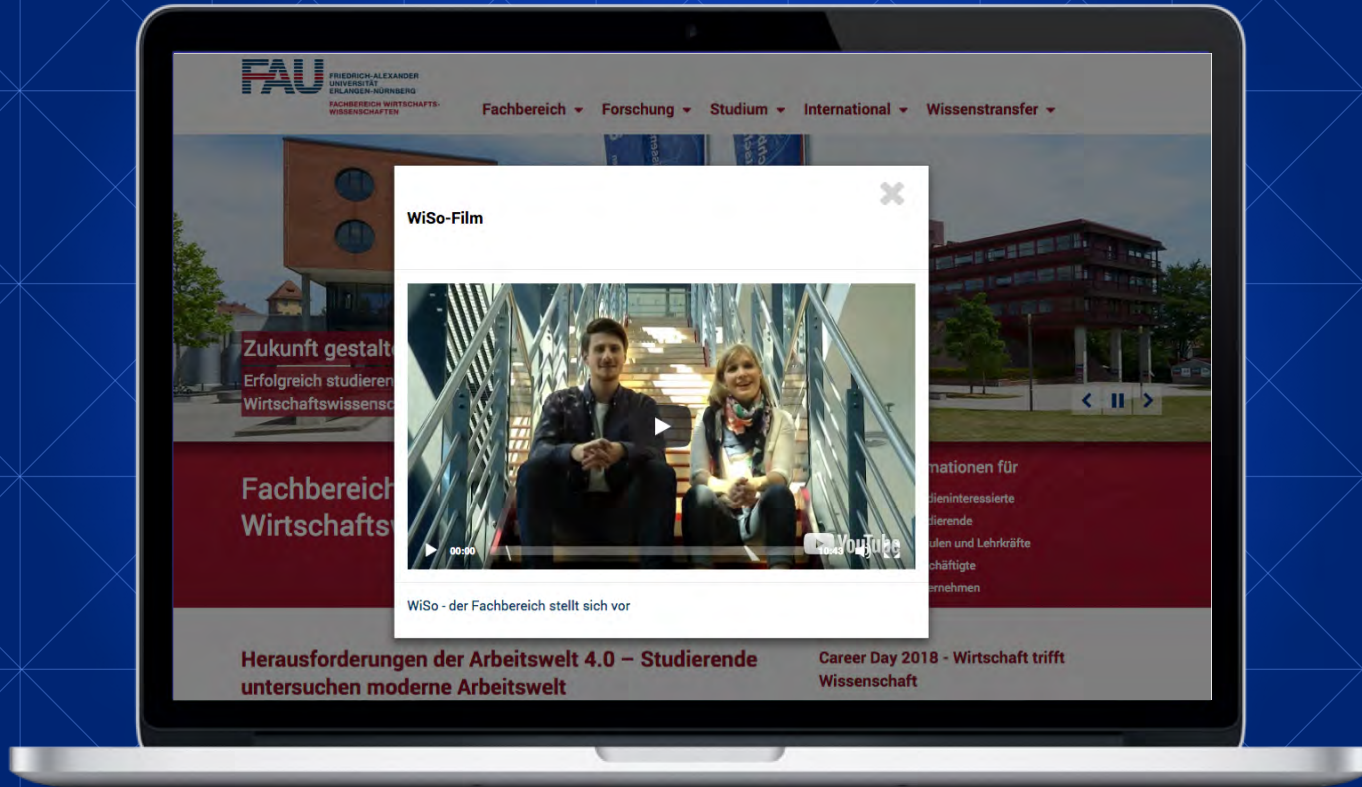 FAU
FRIEDRICH-ALEXANDER
UNIVERSITÄT
ERLANGEN-NÜRNBERG
FACHBEREICH WIRTSCHAFTS-
WISSENSCHAFTEN
Fachbereich Forschung Studium International Wissenstransfer
WiSo-Film
Zukunft gestalte
Erfolgreich studieren
Wirtschaftswissensc
00:00
10:43
YouTube
Fachbereich
Wirtschafts
mationen für
dieninteressierte
dierende
ulen und Lehrkräfte
chäftigte
ernehmen
WiSo - der Fachbereich stellt sich vor
Herausforderungen der Arbeitswelt 4.0 – Studierende
untersuchen moderne Arbeitswelt
Career Day 2018 - Wirtschaft trifft
Wissenschaft